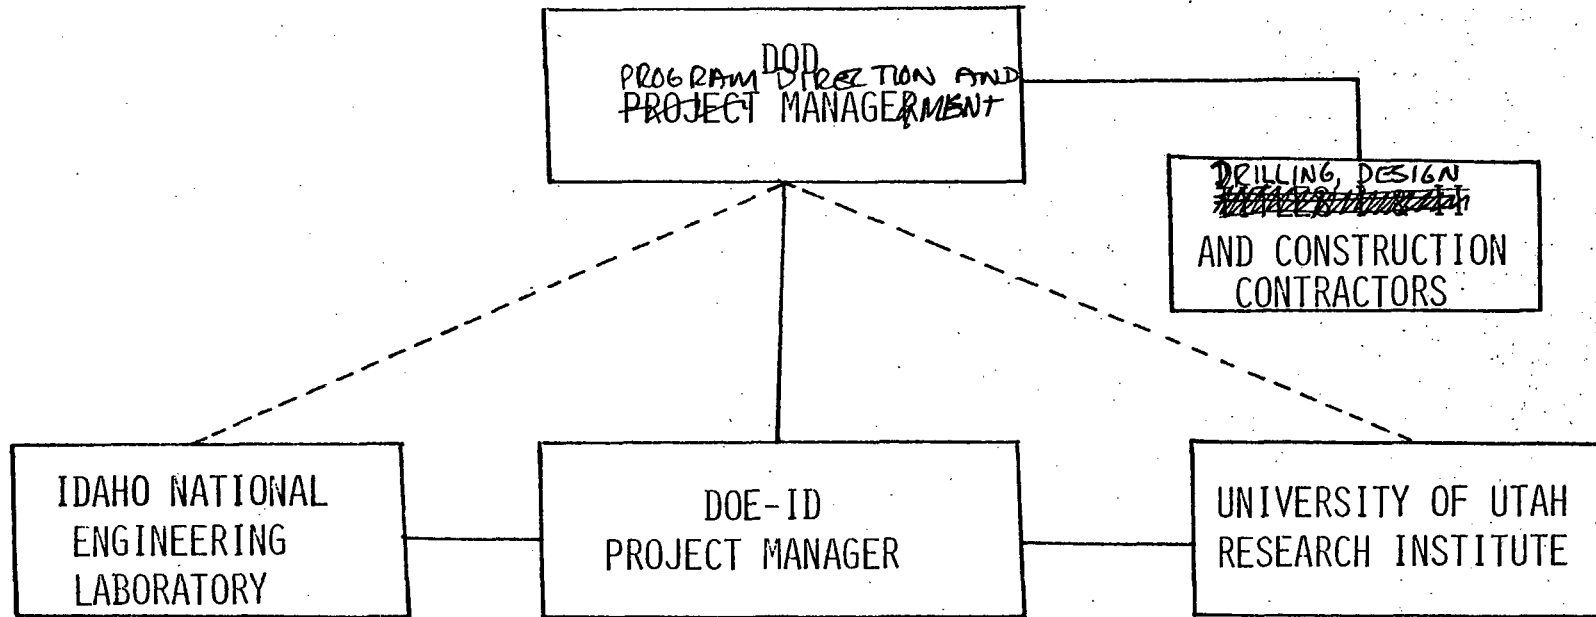 DOD
PROGRAM DIRECTION AND
PROJECT MANAGERMENT
DRILLING, DESIGN
AND CONSTRUCTION
CONTRACTORS
IDAHO NATIONAL
ENGINEERING
LABORATORY
DOE-ID
PROJECT MANAGER
UNIVERSITY OF UTAH
RESEARCH INSTITUTE